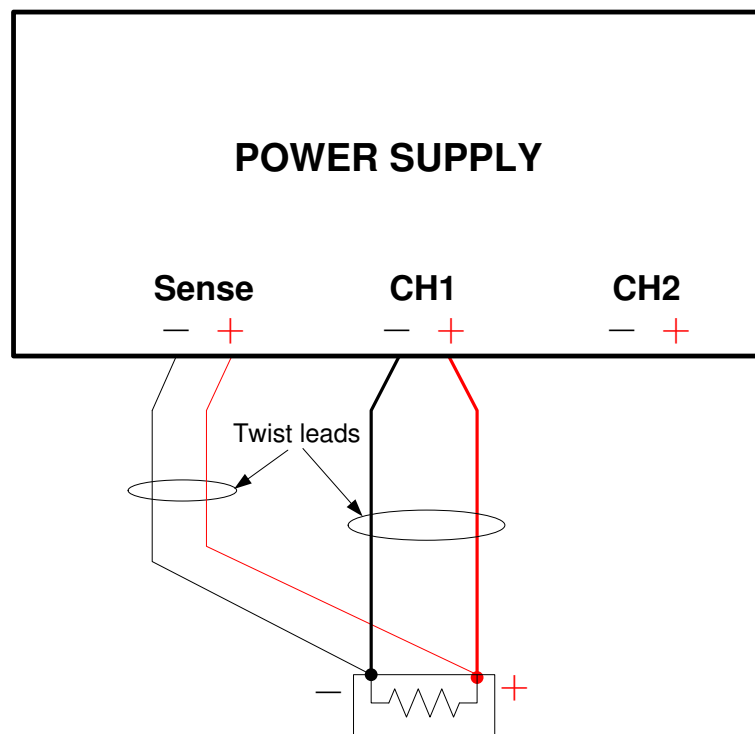 POWER SUPPLY
Sense CH1 CH2
− + − + − +
Twist leads
− +